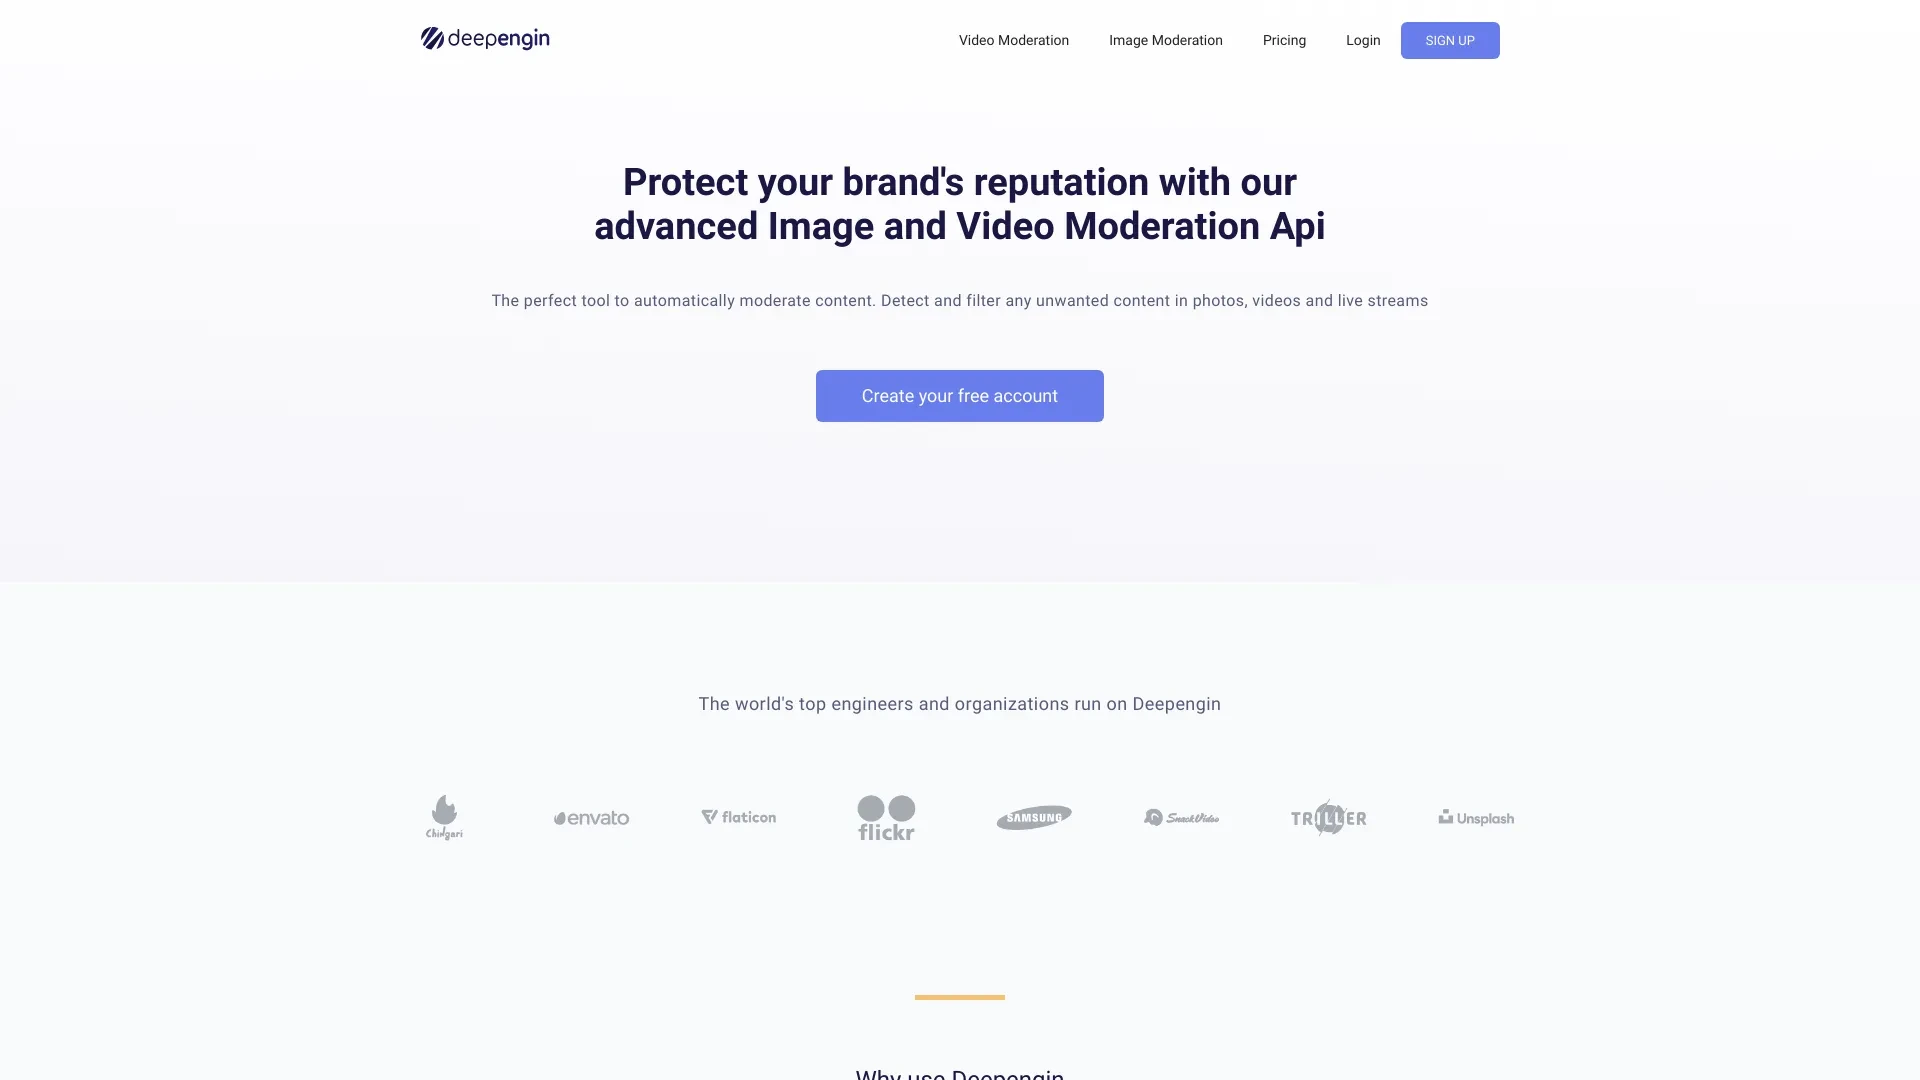 deepengin
Video Moderation
Image Moderation
Pricing
Login
SIGN UP
Protect your brand's reputation with our
advanced Image and Video Moderation Api
The perfect tool to automatically moderate content. Detect and filter any unwanted content in photos, videos and live streams
Create your free account
The world's top engineers and organizations run on Deepengin
Chingari
envato
flaticon
flickr
SAMSUNG
SnackVideo
TRILLER
Unsplash
Why use Deepengin